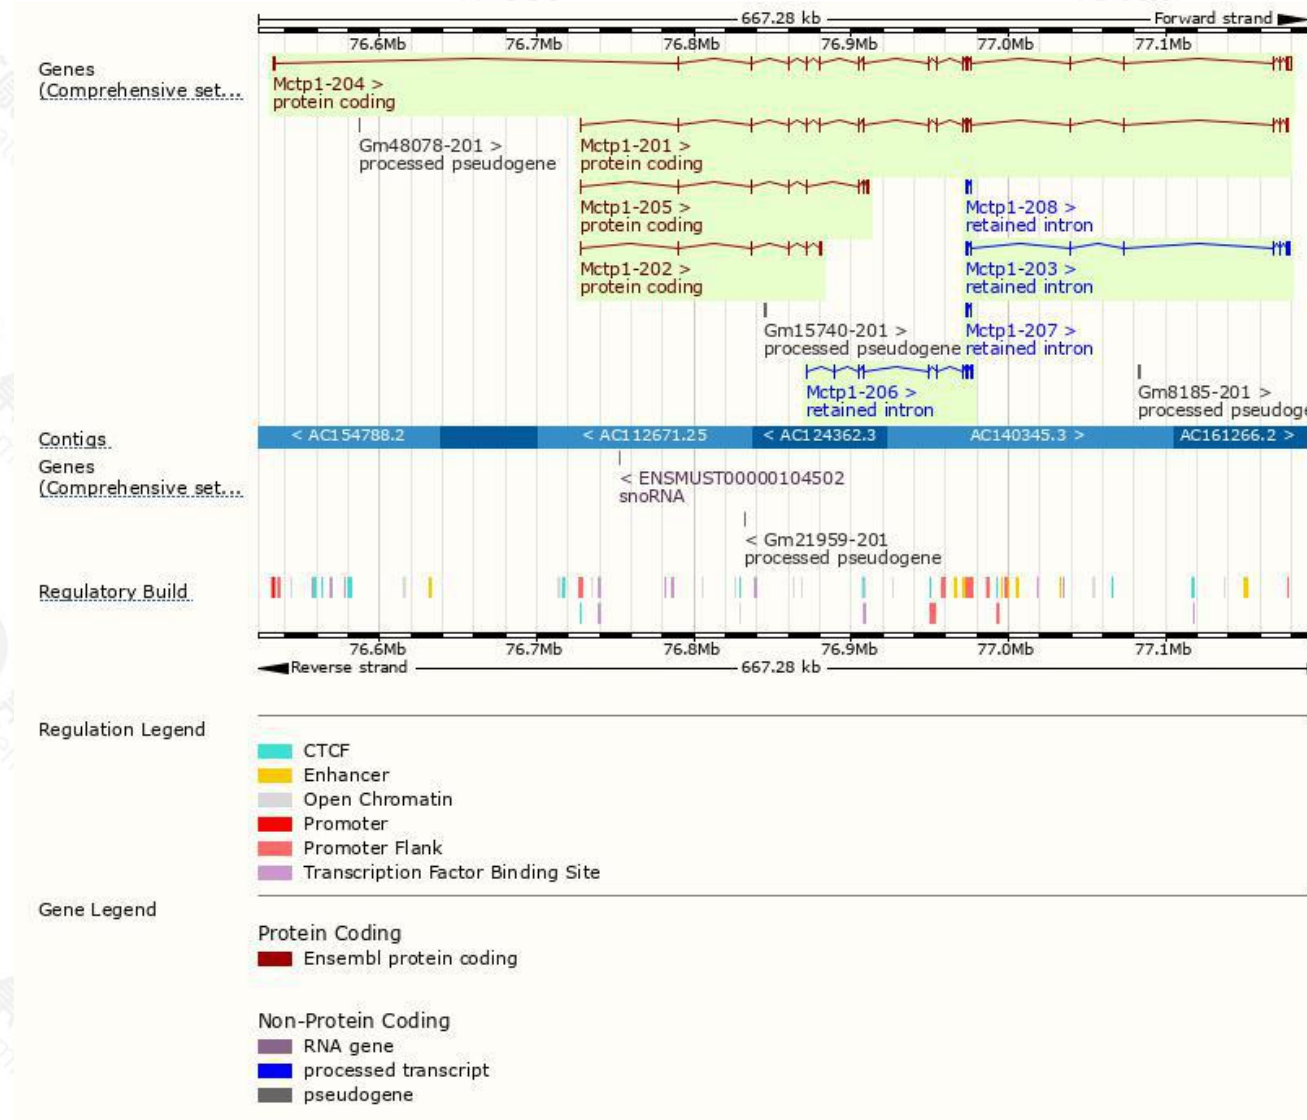 667.28 kb Forward strand
76.6Mb 76.7Mb 76.8Mb 76.9Mb 77.0Mb 77.1Mb
Genes
(Comprehensive set...
Mctp1-204 >
protein coding
Gm48078-201 >
processed pseudogene
Mctp1-201 >
protein coding
Mctp1-205 >
protein coding
Mctp1-208 >
retained intron
Mctp1-202 >
protein coding
Mctp1-203 >
retained intron
Gm15740-201 >
processed pseudogene
Mctp1-207 >
retained intron
Mctp1-206 >
retained intron
Gm8185-201 >
processed pseudoge
Contigs
< AC154788.2 < AC112671.25 < AC124362.3 AC140345.3 > AC161266.2 >
Genes
(Comprehensive set...
< ENSMUST00000104502
snoRNA
< Gm21959-201
processed pseudogene
Regulatory Build
76.6Mb 76.7Mb 76.8Mb 76.9Mb 77.0Mb 77.1Mb
Reverse strand 667.28 kb
Regulation Legend
CTCF
Enhancer
Open Chromatin
Promoter
Promoter Flank
Transcription Factor Binding Site
Gene Legend
Protein Coding
Ensembl protein coding
Non-Protein Coding
RNA gene
processed transcript
pseudogene